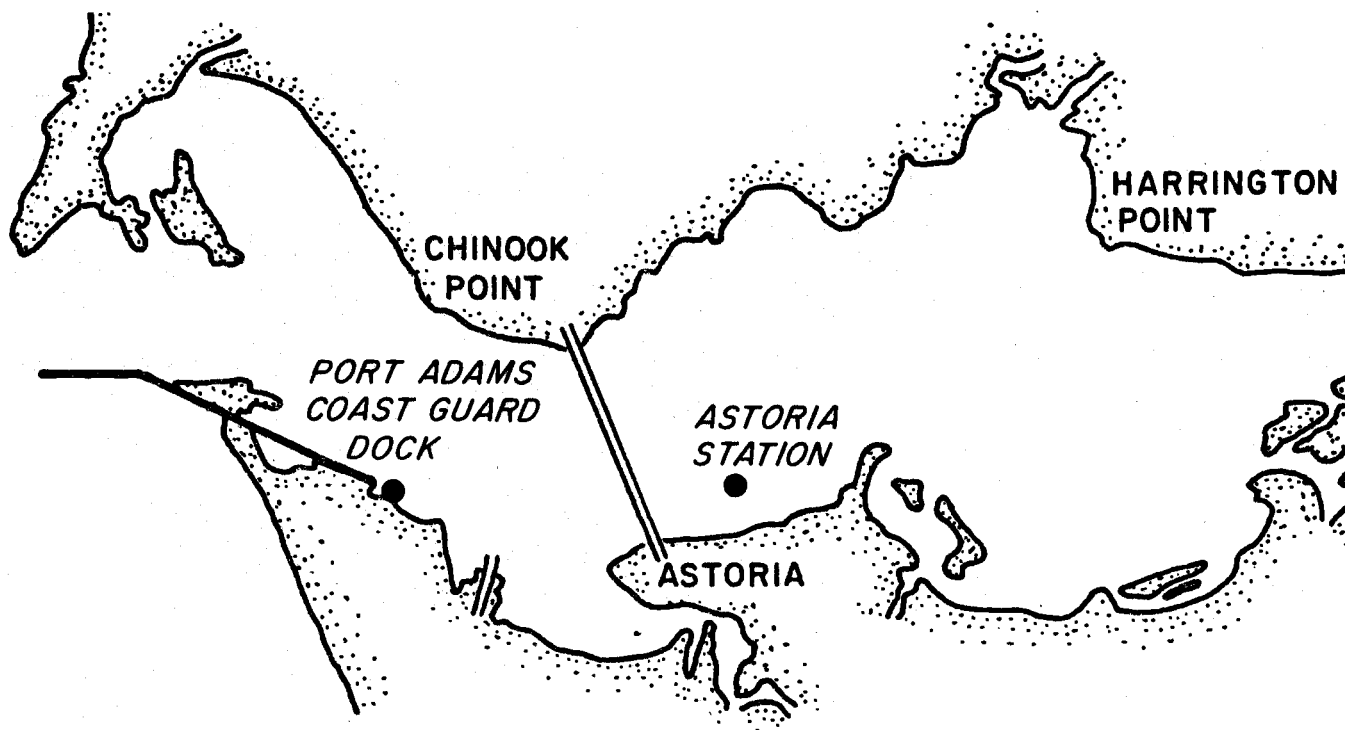 HARRINGTON
POINT
CHINOOK
POINT
PORT ADAMS
COAST GUARD
DOCK
ASTORIA
STATION
ASTORIA